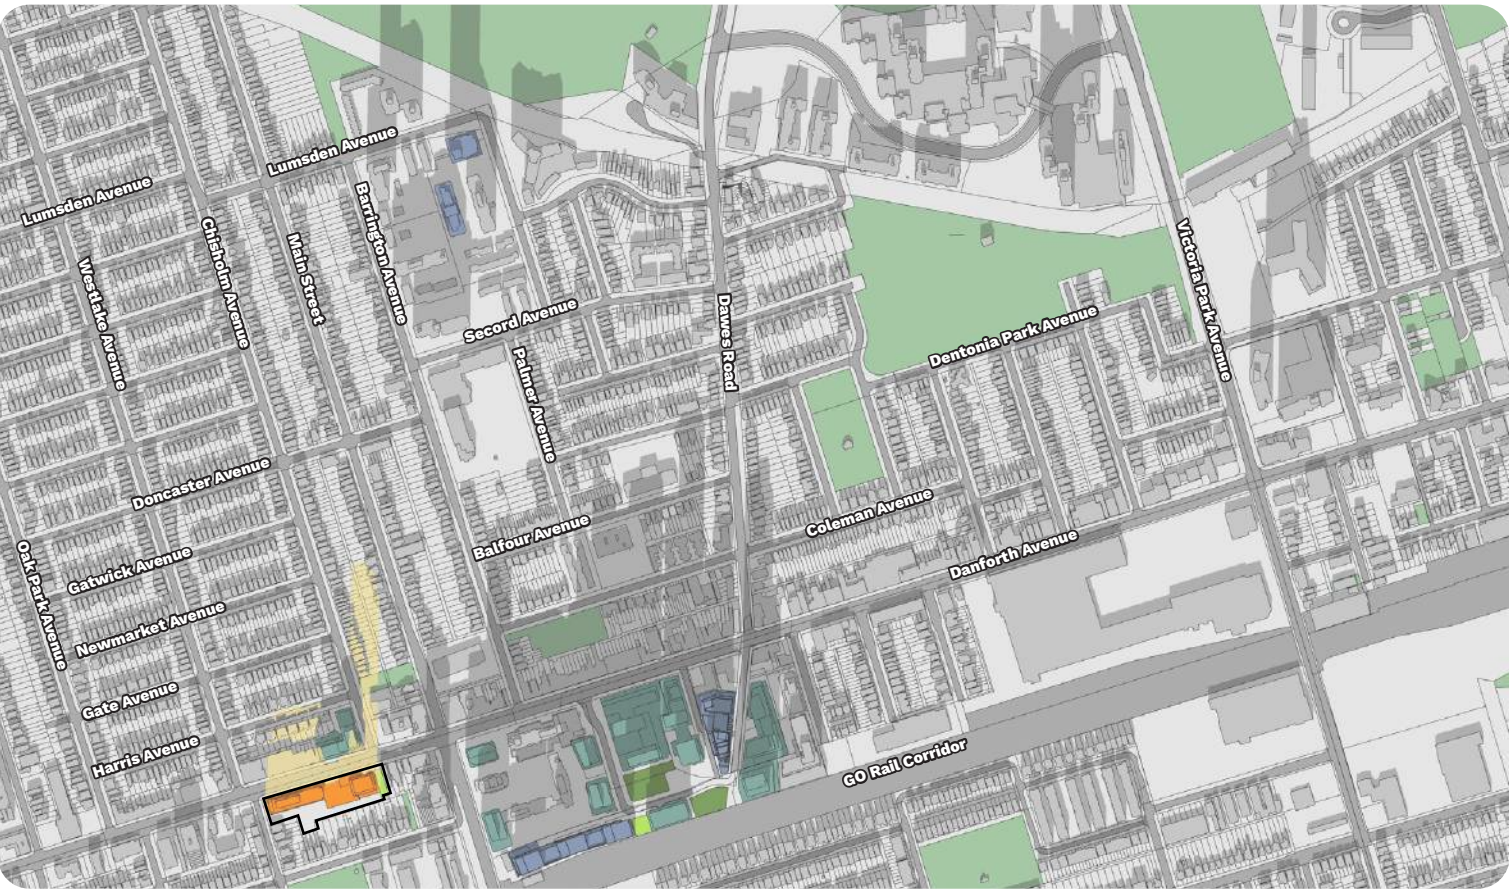 Lumsden Avenue
Lumsden Avenue
Barrington Avenue
Chisholm Avenue
Main Street
Westlake Avenue
Victoria Park Avenue
Secord Avenue
Dawes Road
Dentonia Park Avenue
Palmer Avenue
Doncaster Avenue
Coleman Avenue
Balfour Avenue
Danforth Avenue
Oak Park Avenue
Gatwick Avenue
Newmarket Avenue
Gate Avenue
Harris Avenue
GO Rail Corridor